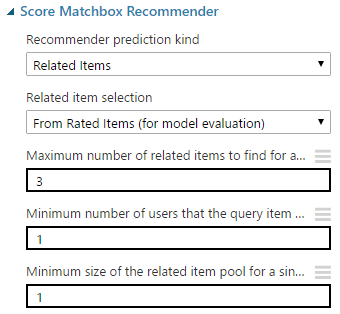 Score Matchbox Recommender
Recommender prediction kind
Related Items
Related item selection
From Rated Items (for model evaluation)
Maximum number of related items to find for a...
3
Minimum number of users that the query item ...
1
Minimum size of the related item pool for a sin...
1